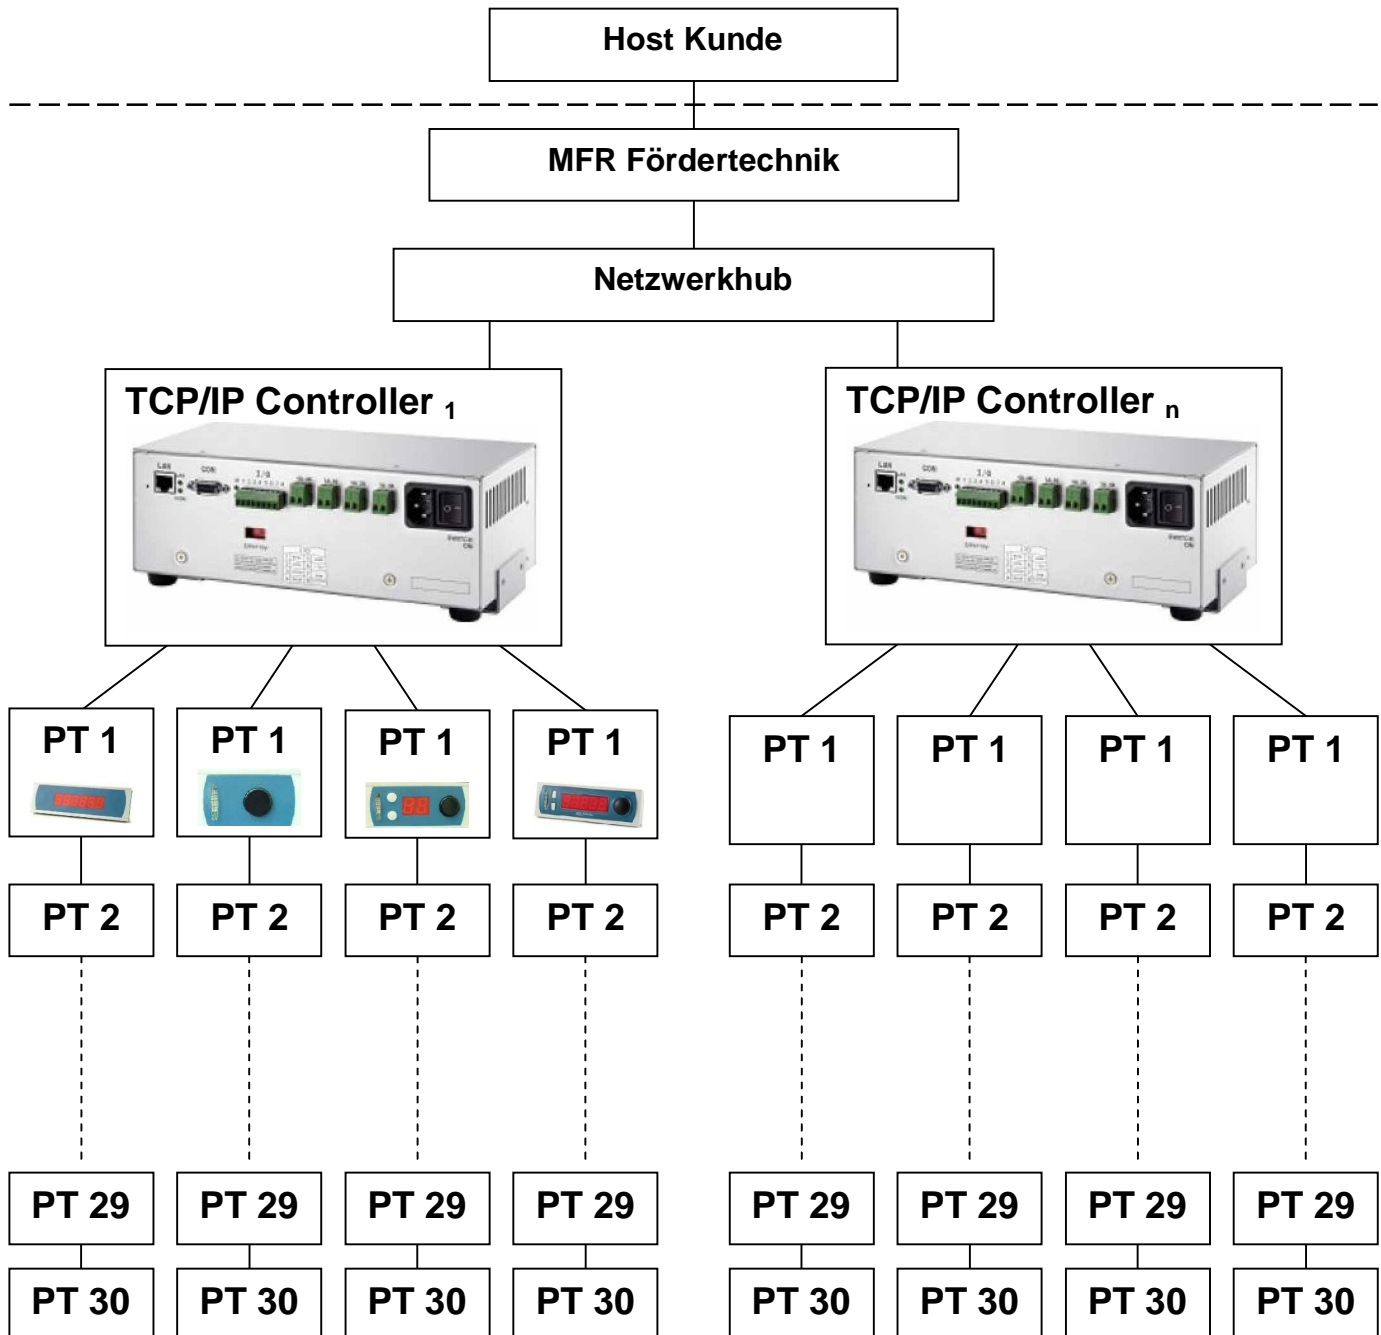 Host Kunde
MFR Fördertechnik
Netzwerkhub
TCP/IP Controller 1
TCP/IP Controller n
LAN CON I/O
LAN CON I/O
PT 1 PT 1 PT 1 PT 1 PT 1 PT 1 PT 1 PT 1
PT 2 PT 2 PT 2 PT 2 PT 2 PT 2 PT 2 PT 2
PT 29 PT 29 PT 29 PT 29 PT 29 PT 29 PT 29 PT 29
PT 30 PT 30 PT 30 PT 30 PT 30 PT 30 PT 30 PT 30